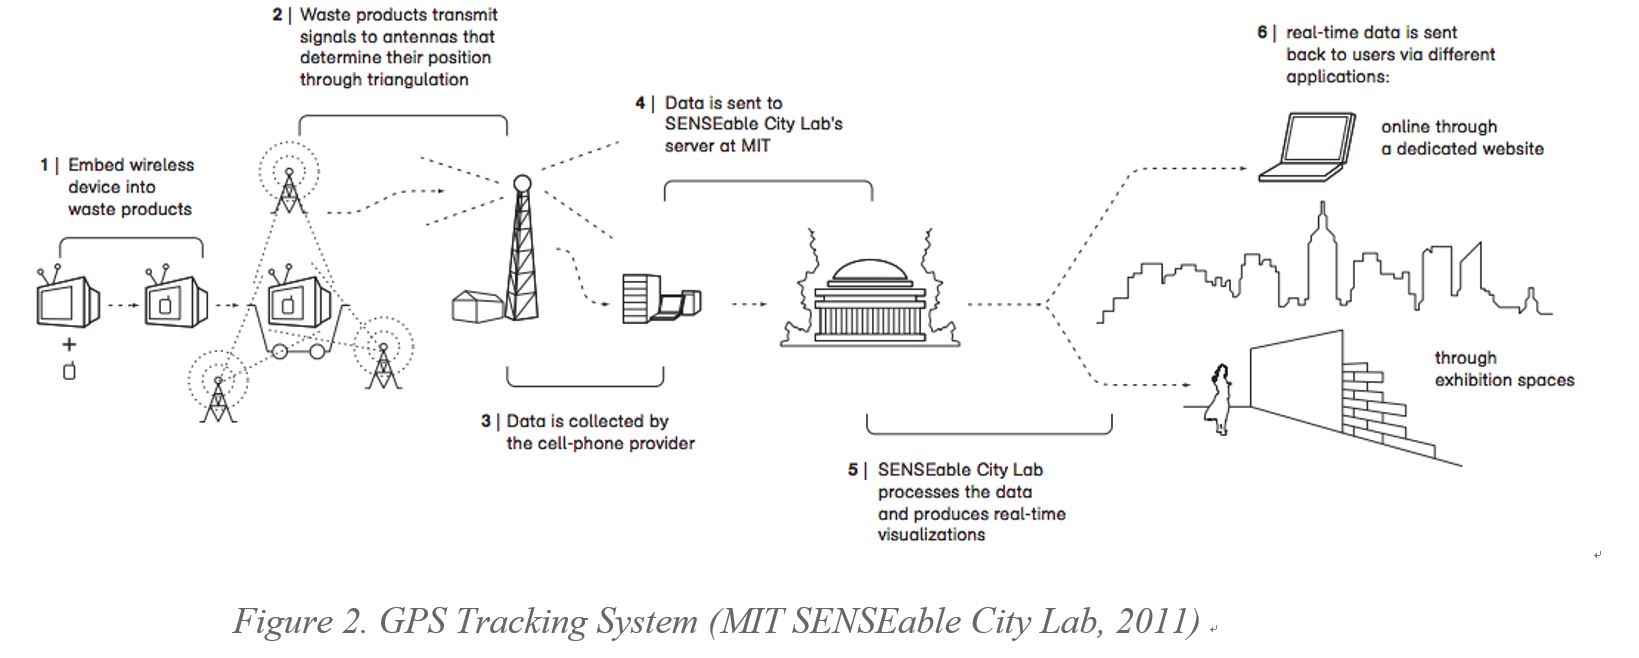 1 | Embed wireless
device into
waste products
+
2 | Waste products transmit
signals to antennas that
determine their position
through triangulation
3 | Data is collected by
the cell-phone provider
4 | Data is sent to
SENSEable City Lab's
server at MIT
5 | SENSEable City Lab
processes the data
and produces real-time
visualizations
6 | real-time data is sent
back to users via different
applications:
online through
a dedicated website
through
exhibition spaces
Figure 2. GPS Tracking System (MIT SENSEable City Lab, 2011)